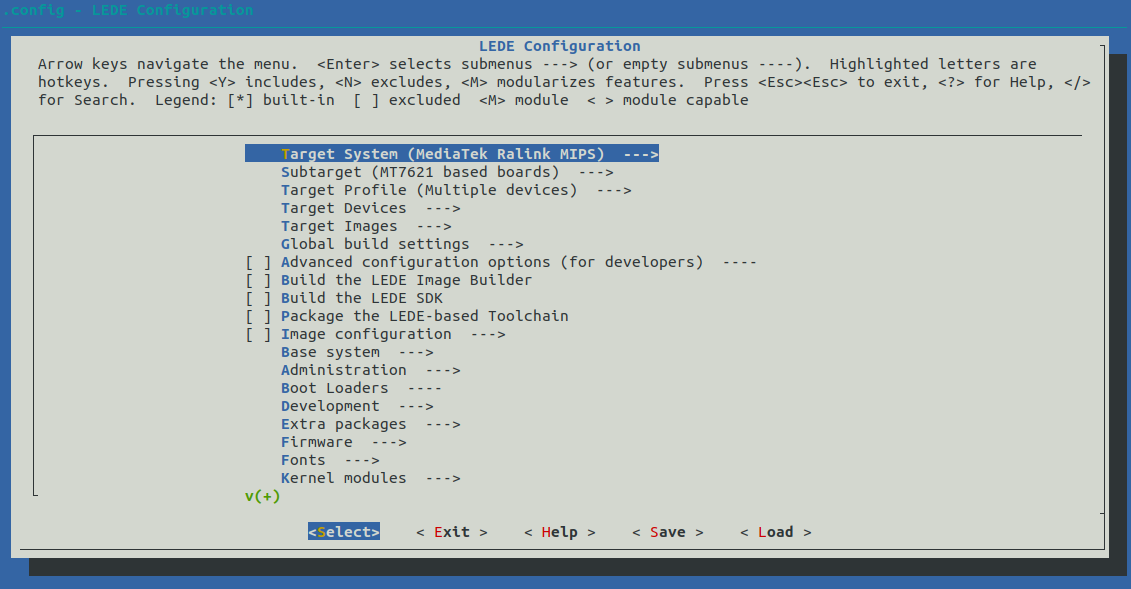 .config - LEDE Configuration
LEDE Configuration
Arrow keys navigate the menu.  <Enter> selects submenus ---> (or empty submenus ----).  Highlighted letters are
hotkeys.  Pressing <Y> includes, <N> excludes, <M> modularizes features.  Press <Esc><Esc> to exit, <?> for Help, </>
for Search.  Legend: [*] built-in  [ ] excluded  <M> module  < > module capable
Target System (MediaTek Ralink MIPS)  --->
Subtarget (MT7621 based boards)  --->
Target Profile (Multiple devices)  --->
Target Devices  --->
Target Images  --->
Global build settings  --->
[ ] Advanced configuration options (for developers)  ----
[ ] Build the LEDE Image Builder
[ ] Build the LEDE SDK
[ ] Package the LEDE-based Toolchain
[ ] Image configuration  --->
Base system  --->
Administration  --->
Boot Loaders  ----
Development  --->
Extra packages  --->
Firmware  --->
Fonts  --->
Kernel modules  --->
v(+)
<Select>    < Exit >    < Help >    < Save >    < Load >